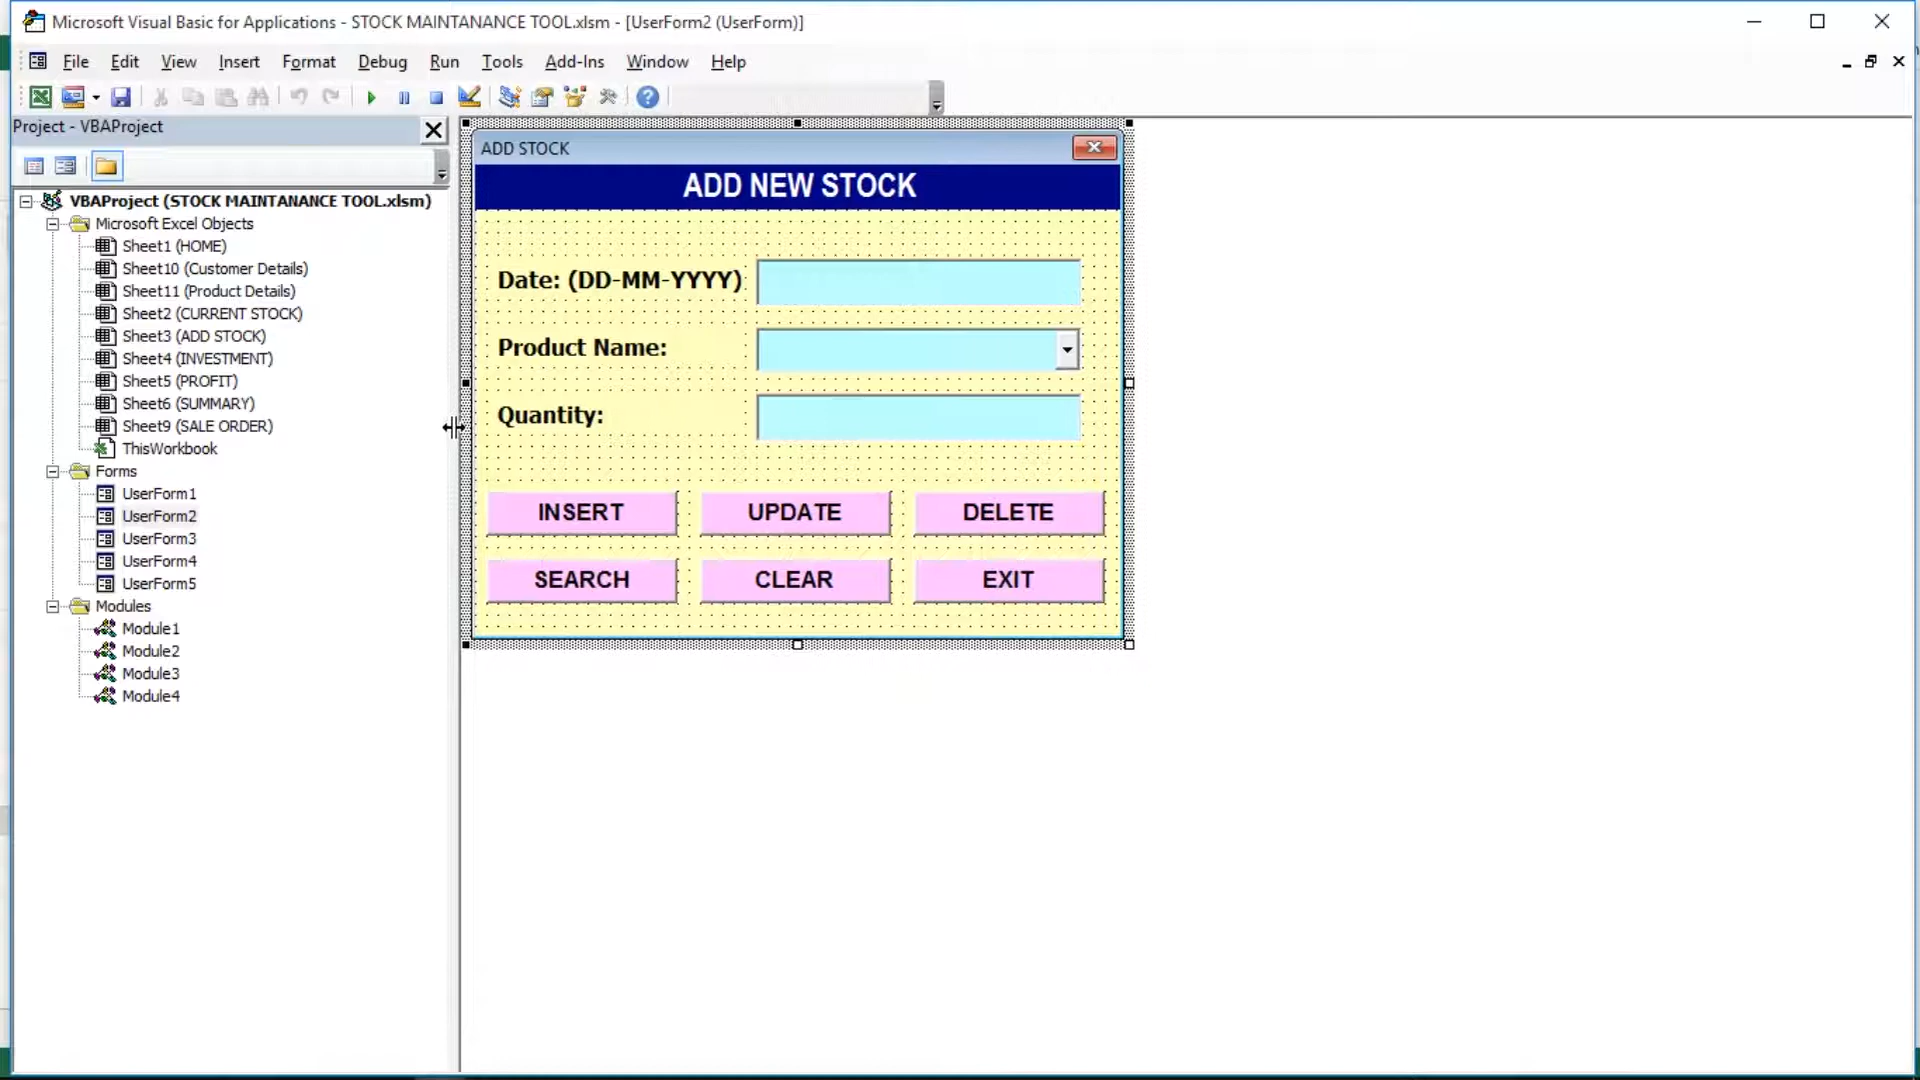 Microsoft Visual Basic for Applications - STOCK MAINTANANCE TOOL.xlsm - [UserForm2 (UserForm)]
File Edit View Insert Format Debug Run Tools Add-Ins Window Help
Project - VBAProject
VBAProject (STOCK MAINTANANCE TOOL.xlsm)
Microsoft Excel Objects
Sheet1 (HOME)
Sheet10 (Customer Details)
Sheet11 (Product Details)
Sheet2 (CURRENT STOCK)
Sheet3 (ADD STOCK)
Sheet4 (INVESTMENT)
Sheet5 (PROFIT)
Sheet6 (SUMMARY)
Sheet9 (SALE ORDER)
ThisWorkbook
Forms
UserForm1
UserForm2
UserForm3
UserForm4
UserForm5
Modules
Module1
Module2
Module3
Module4
ADD STOCK
ADD NEW STOCK
Date: (DD-MM-YYYY)
Product Name:
Quantity:
INSERT UPDATE DELETE
SEARCH CLEAR EXIT